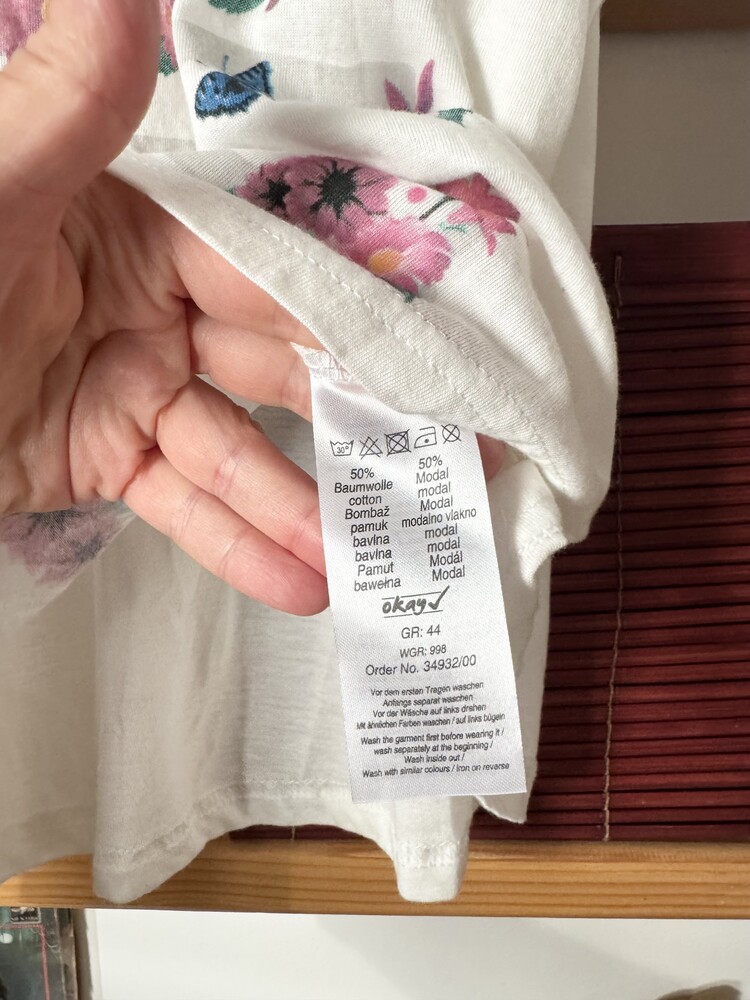 30°
50% 50%
Baumwolle Modal
cotton modal
Bombaž Modal
pamuk modalno vlakno
bavlna modal
bavlna modal
Pamut Modál
bawełna Modal
okay
GR: 44
WGR: 998
Order No. 34932/00
Vor dem ersten Tragen waschen
Anfangs separat waschen
Vor der Wäsche auf links drehen
Mit ähnlichen Farben waschen / auf links bügeln
Wash the garment first before wearing it /
wash separately at the beginning /
Wash inside out /
Wash with similar colours / Iron on reverse